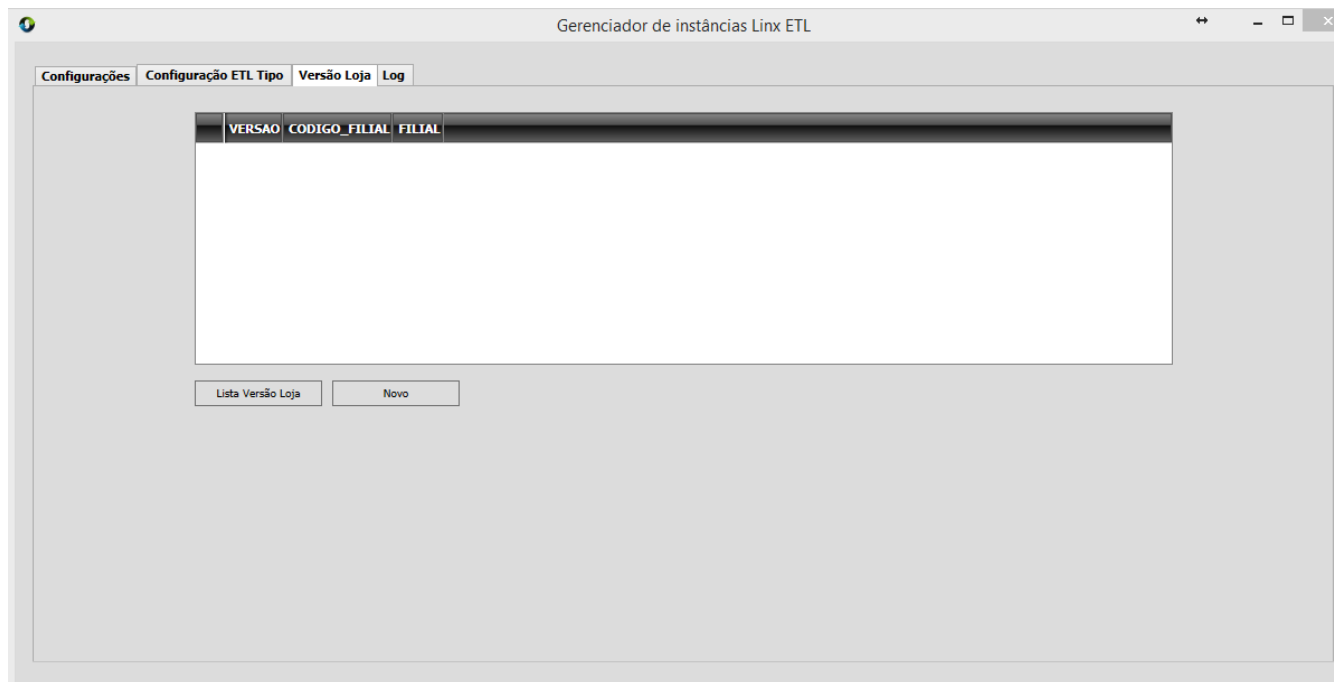 Gerenciador de instâncias Linx ETL
Configurações Configuração ETL Tipo Versão Loja Log
VERSAO CODIGO_FILIAL FILIAL
Lista Versão Loja Novo